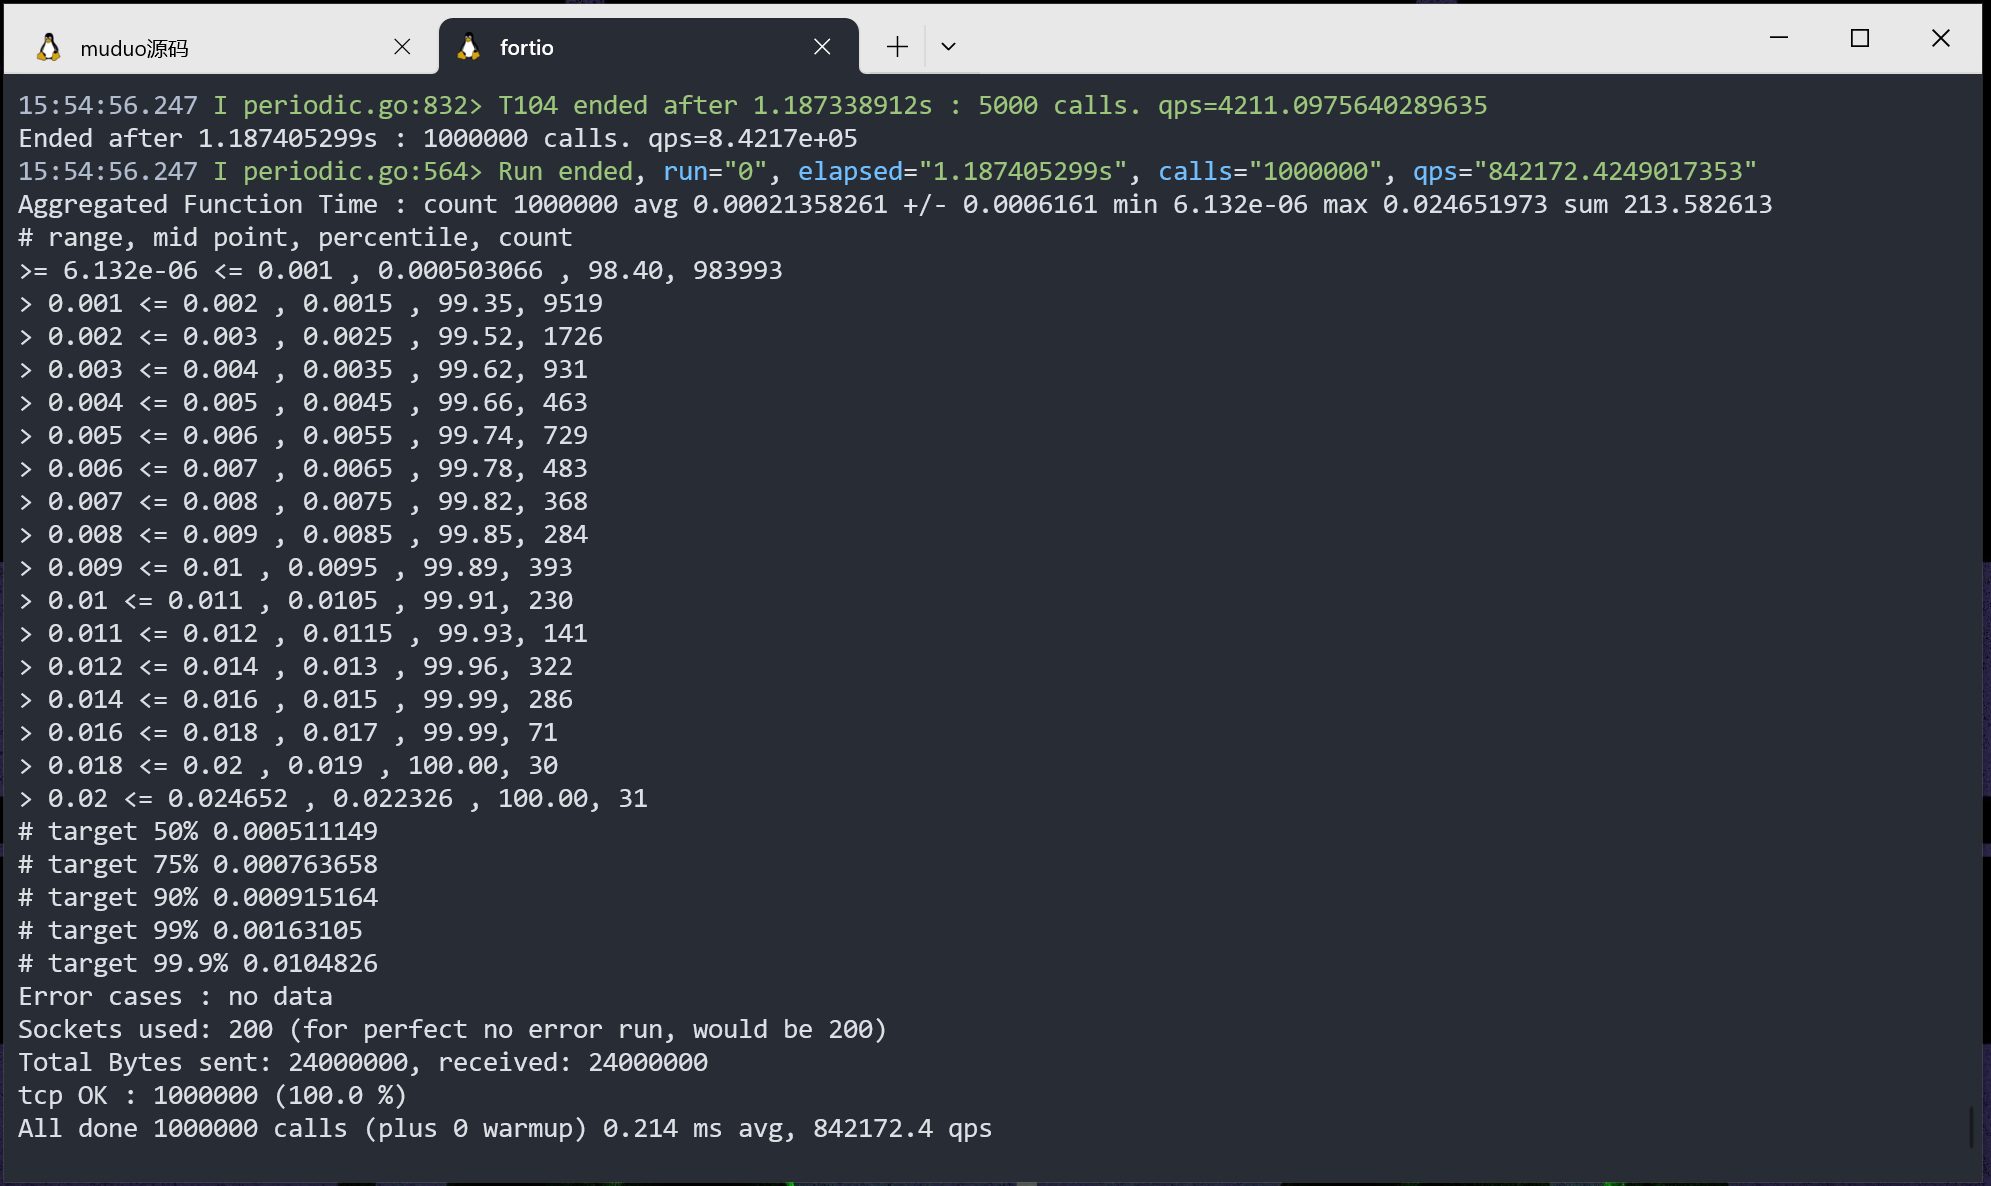 muduo源码
fortio
15:54:56.247 I periodic.go:832> T104 ended after 1.187338912s : 5000 calls. qps=4211.0975640289635
Ended after 1.187405299s : 1000000 calls. qps=8.4217e+05
15:54:56.247 I periodic.go:564> Run ended, run="0", elapsed="1.187405299s", calls="1000000", qps="842172.4249017353"
Aggregated Function Time : count 1000000 avg 0.00021358261 +/- 0.0006161 min 6.132e-06 max 0.024651973 sum 213.582613
# range, mid point, percentile, count
>= 6.132e-06 <= 0.001 , 0.000503066 , 98.40, 983993
> 0.001 <= 0.002 , 0.0015 , 99.35, 9519
> 0.002 <= 0.003 , 0.0025 , 99.52, 1726
> 0.003 <= 0.004 , 0.0035 , 99.62, 931
> 0.004 <= 0.005 , 0.0045 , 99.66, 463
> 0.005 <= 0.006 , 0.0055 , 99.74, 729
> 0.006 <= 0.007 , 0.0065 , 99.78, 483
> 0.007 <= 0.008 , 0.0075 , 99.82, 368
> 0.008 <= 0.009 , 0.0085 , 99.85, 284
> 0.009 <= 0.01 , 0.0095 , 99.89, 393
> 0.01 <= 0.011 , 0.0105 , 99.91, 230
> 0.011 <= 0.012 , 0.0115 , 99.93, 141
> 0.012 <= 0.014 , 0.013 , 99.96, 322
> 0.014 <= 0.016 , 0.015 , 99.99, 286
> 0.016 <= 0.018 , 0.017 , 99.99, 71
> 0.018 <= 0.02 , 0.019 , 100.00, 30
> 0.02 <= 0.024652 , 0.022326 , 100.00, 31
# target 50% 0.000511149
# target 75% 0.000763658
# target 90% 0.000915164
# target 99% 0.00163105
# target 99.9% 0.0104826
Error cases : no data
Sockets used: 200 (for perfect no error run, would be 200)
Total Bytes sent: 24000000, received: 24000000
tcp OK : 1000000 (100.0 %)
All done 1000000 calls (plus 0 warmup) 0.214 ms avg, 842172.4 qps